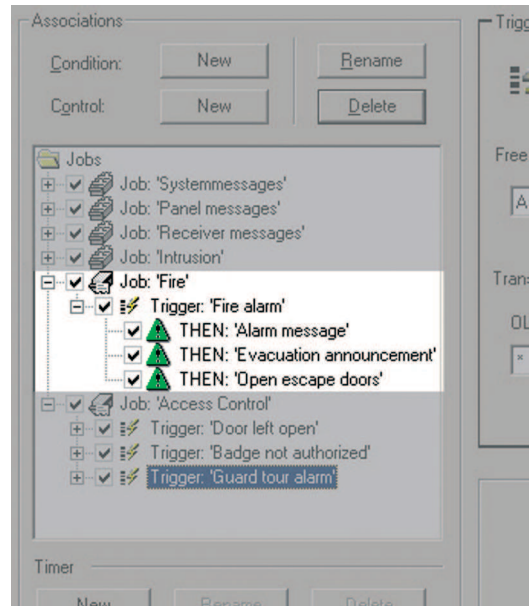 Associations
Condition: New Rename
Control: New Delete
Jobs
Job: 'Systemmessages'
Job: 'Panel messages'
Job: 'Receiver messages'
Job: 'Intrusion'
Job: 'Fire'
Trigger: 'Fire alarm'
THEN: 'Alarm message'
THEN: 'Evacuation announcement'
THEN: 'Open escape doors'
Job: 'Access Control'
Trigger: 'Door left open'
Trigger: 'Badge not authorized'
Trigger: 'Guard tour alarm'
Timer
New Rename Delete
Trigg
Free
A
Trans
OL
*